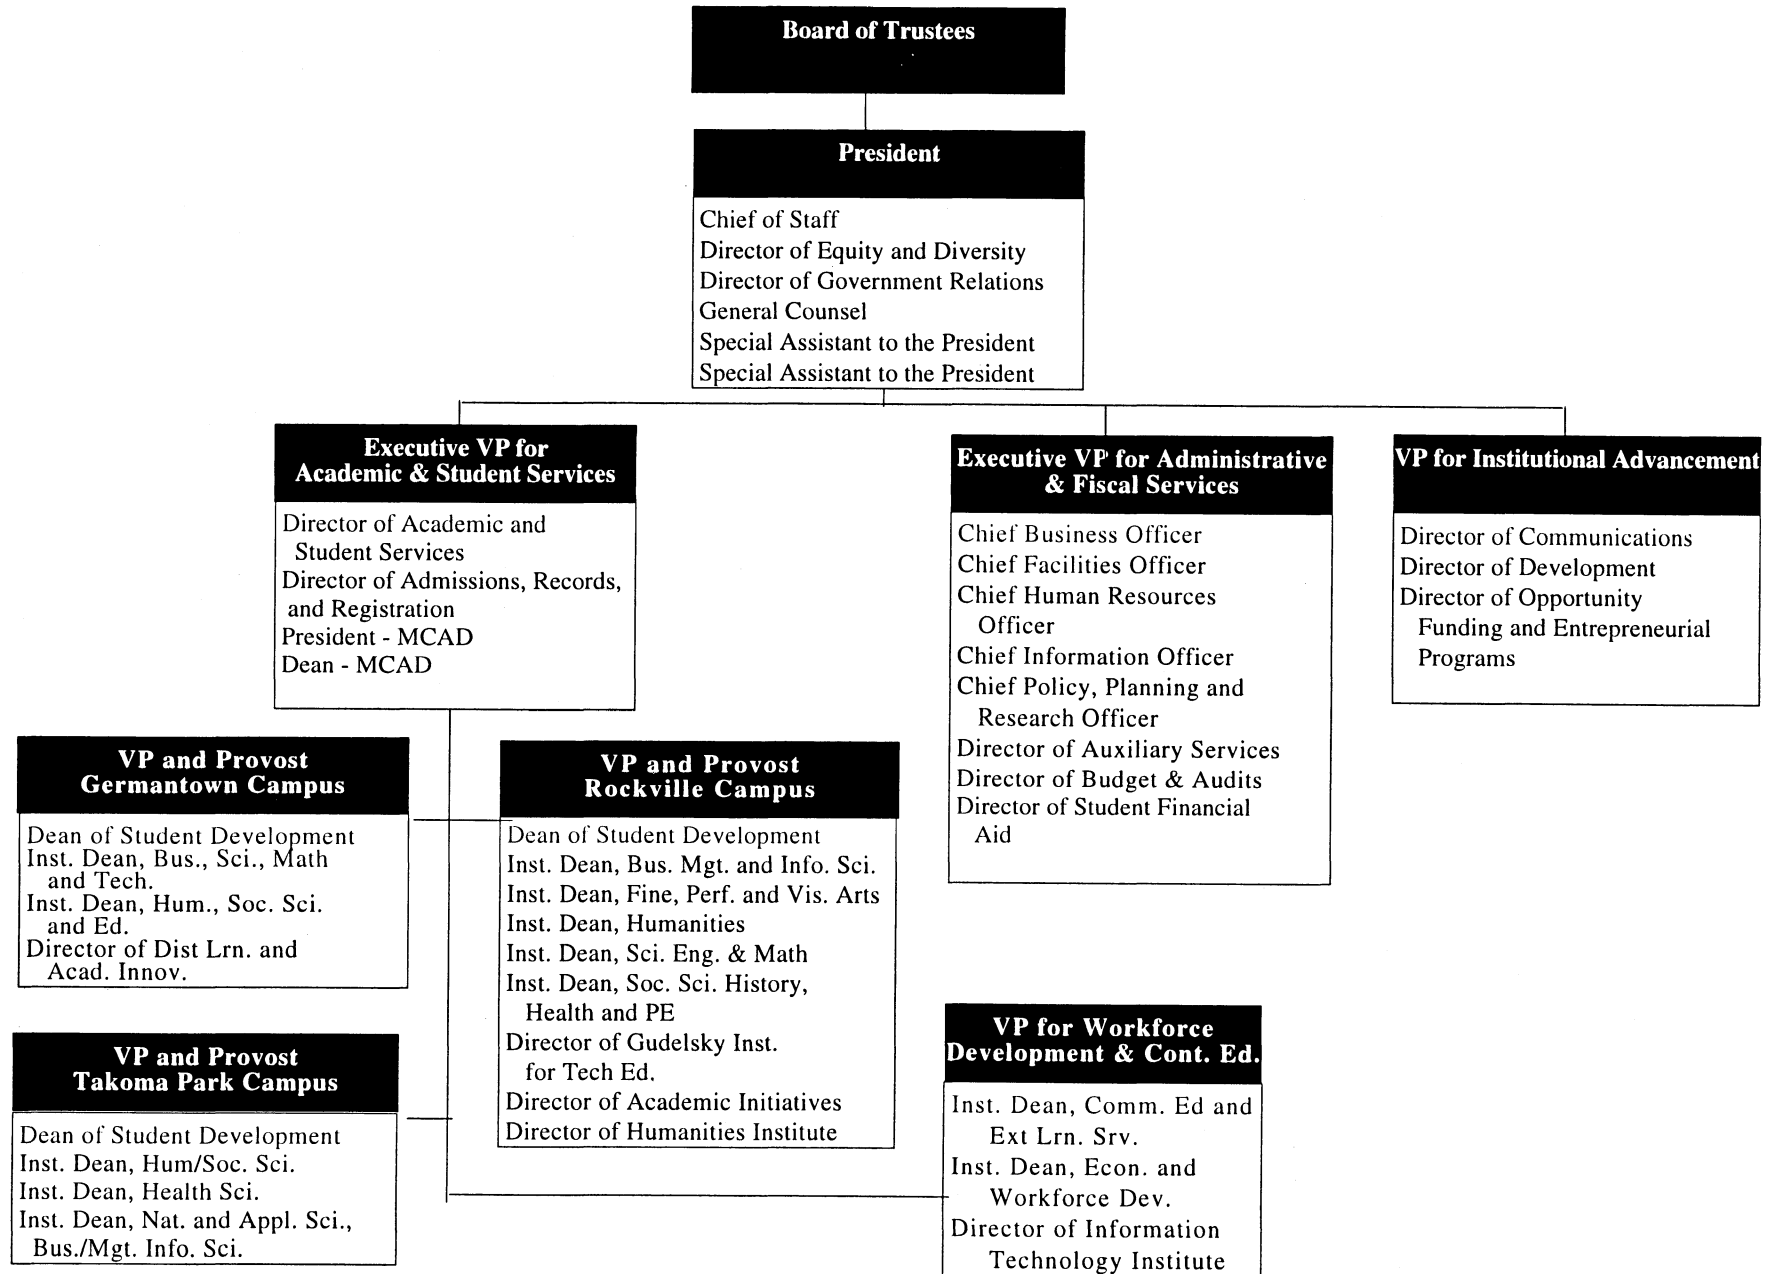 Board of Trustees
President
Chief of Staff
Director of Equity and Diversity
Director of Government Relations
General Counsel
Special Assistant to the President
Special Assistant to the President
Executive VP for
Academic & Student Services
Director of Academic and
Student Services
Director of Admissions, Records,
and Registration
President - MCAD
Dean - MCAD
Executive VP for Administrative
& Fiscal Services
Chief Business Officer
Chief Facilities Officer
Chief Human Resources
Officer
Chief Information Officer
Chief Policy, Planning and
Research Officer
Director of Auxiliary Services
Director of Budget & Audits
Director of Student Financial
Aid
VP for Institutional Advancement
Director of Communications
Director of Development
Director of Opportunity
Funding and Entrepreneurial
Programs
VP and Provost
Germantown Campus
Dean of Student Development
Inst. Dean, Bus., Sci., Math
and Tech.
Inst. Dean, Hum., Soc. Sci.
and Ed.
Director of Dist Lrn. and
Acad. Innov.
VP and Provost
Rockville Campus
Dean of Student Development
Inst. Dean, Bus. Mgt. and Info. Sci.
Inst. Dean, Fine, Perf. and Vis. Arts
Inst. Dean, Humanities
Inst. Dean, Sci. Eng. & Math
Inst. Dean, Soc. Sci. History,
Health and PE
Director of Gudelsky Inst.
for Tech Ed.
Director of Academic Initiatives
Director of Humanities Institute
VP and Provost
Takoma Park Campus
Dean of Student Development
Inst. Dean, Hum/Soc. Sci.
Inst. Dean, Health Sci.
Inst. Dean, Nat. and Appl. Sci.,
Bus./Mgt. Info. Sci.
VP for Workforce
Development & Cont. Ed.
Inst. Dean, Comm. Ed and
Ext Lrn. Srv.
Inst. Dean, Econ. and
Workforce Dev.
Director of Information
Technology Institute